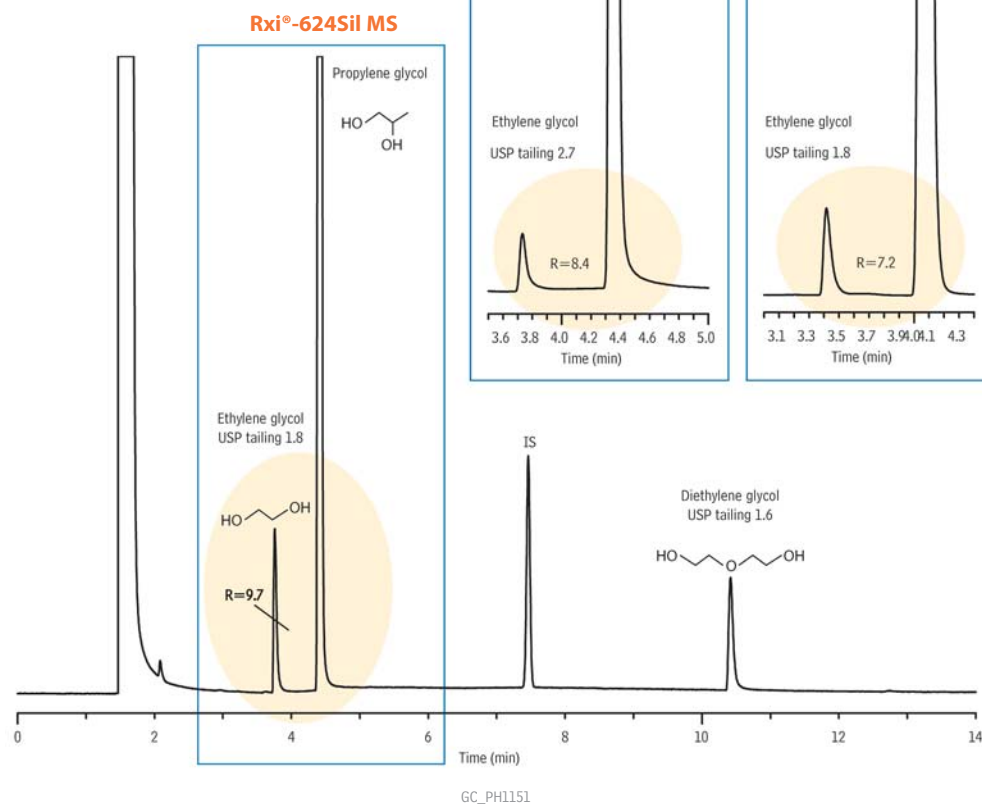 Rxi®-624Sil MS
Propylene glycol
HO
OH
Ethylene glycol
USP tailing 1.8
HO
OH
R=9.7
Ethylene glycol
USP tailing 2.7
R=8.4
3.6 3.8 4.0 4.2 4.4 4.6 4.8 5.0
Time (min)
Ethylene glycol
USP tailing 1.8
R=7.2
3.1 3.3 3.5 3.7 3.9 4.0 4.1 4.3
Time (min)
IS
Diethylene glycol
USP tailing 1.6
HO
O
OH
0 2 4 6 8 10 12 14
Time (min)
GC_PH1151